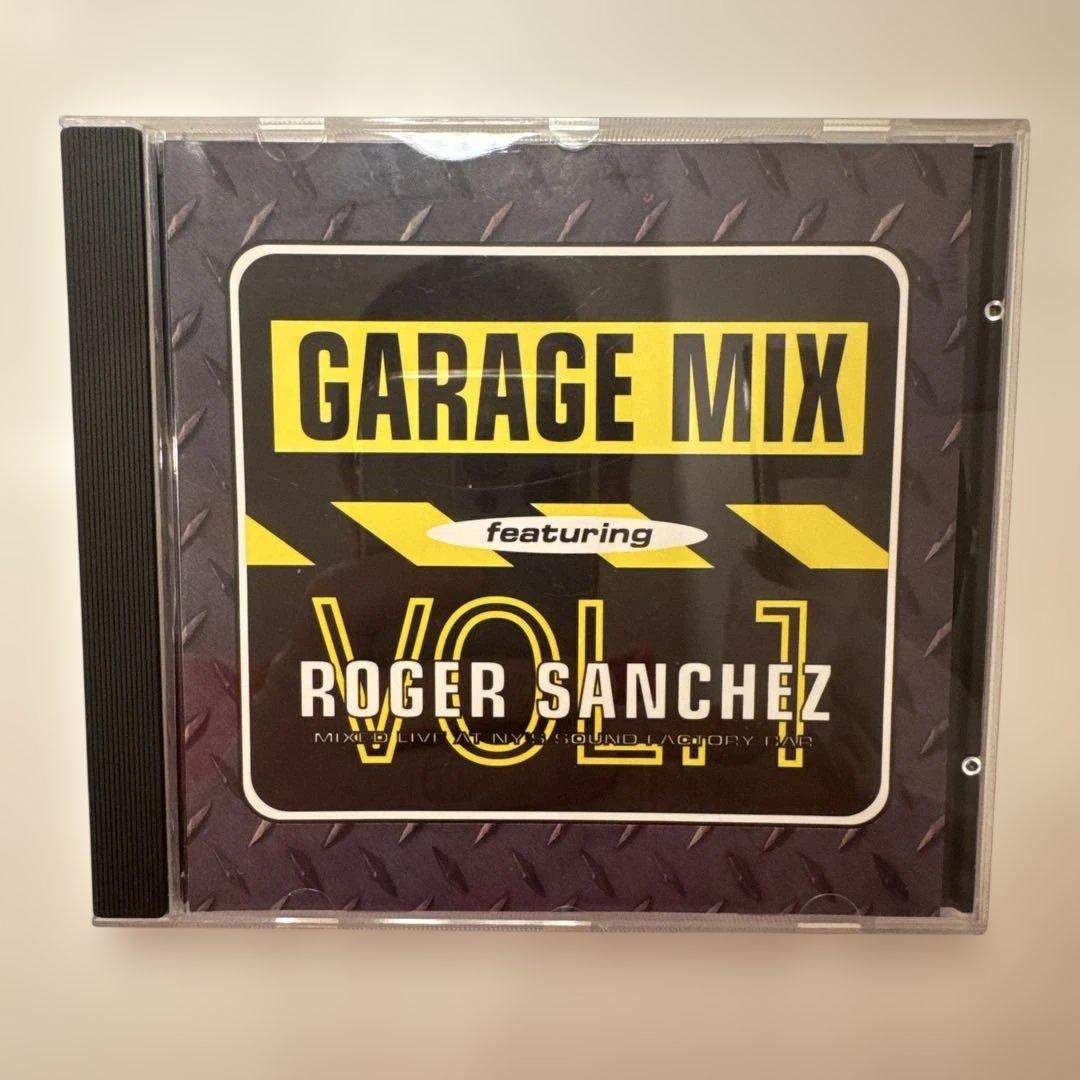 GARAGE MIX
featuring
VOL.1
ROGER SANCHEZ
MIXED LIVE AT NY'S SOUND FACTORY BAR